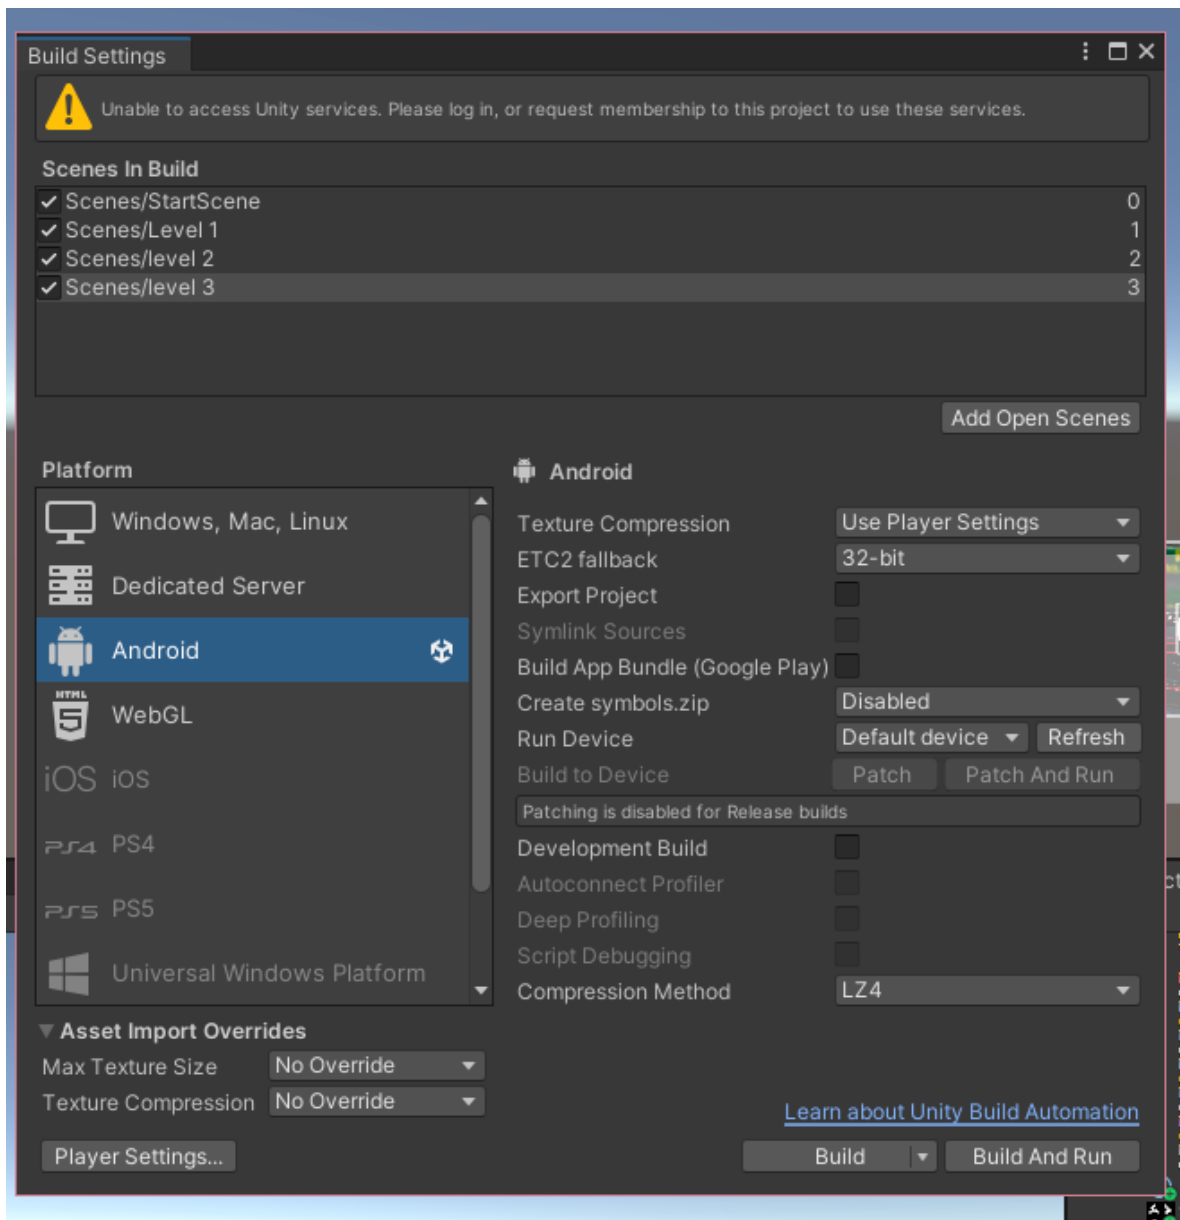 Build Settings
Unable to access Unity services. Please log in, or request membership to this project to use these services.
Scenes In Build
Scenes/StartScene 0
Scenes/Level 1 1
Scenes/level 2 2
Scenes/level 3 3
Add Open Scenes
Platform
Windows, Mac, Linux
Dedicated Server
Android
HTML 5 WebGL
iOS iOS
PS4 PS4
PS5 PS5
Universal Windows Platform
Android
Texture Compression Use Player Settings
ETC2 fallback 32-bit
Export Project
Symlink Sources
Build App Bundle (Google Play)
Create symbols.zip Disabled
Run Device Default device Refresh
Build to Device Patch Patch And Run
Patching is disabled for Release builds
Development Build
Autoconnect Profiler
Deep Profiling
Script Debugging
Compression Method LZ4
Asset Import Overrides
Max Texture Size No Override
Texture Compression No Override
Learn about Unity Build Automation
Player Settings...
Build Build And Run